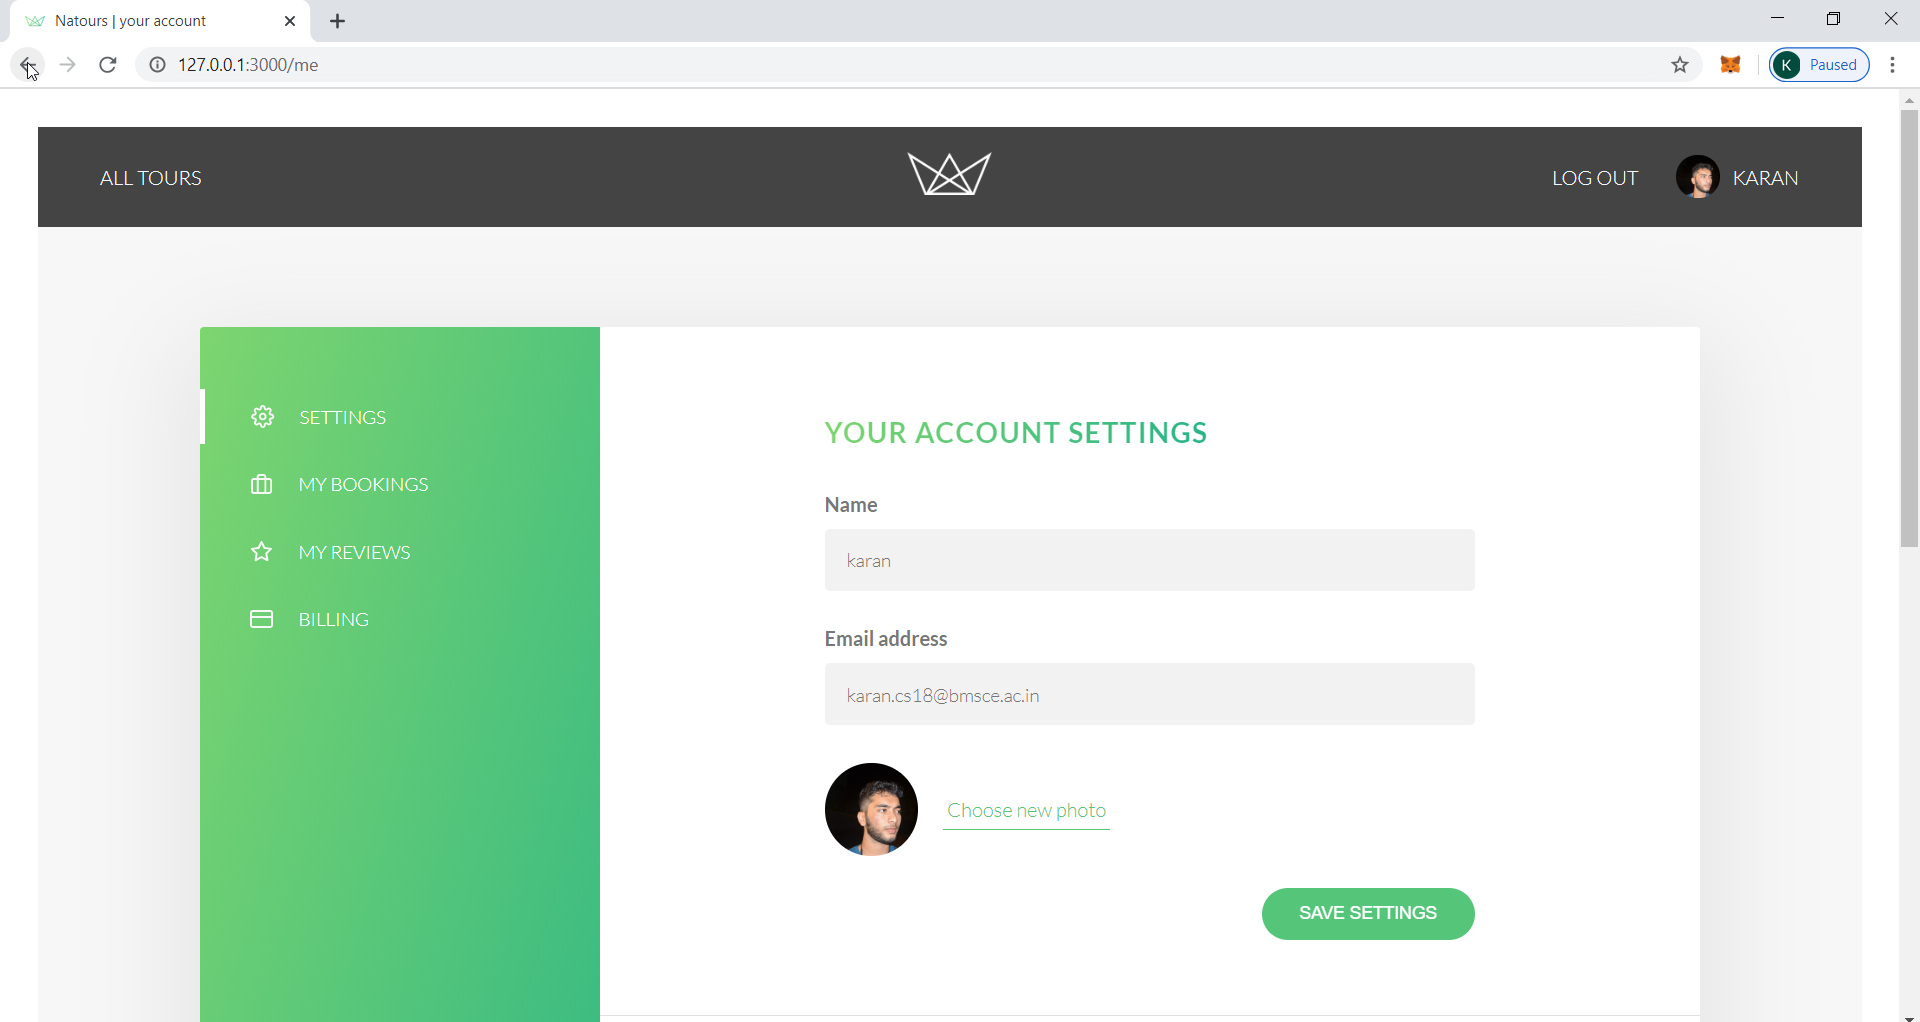 Natours | your account
127.0.0.1:3000/me
K Paused
ALL TOURS
LOG OUT
KARAN
SETTINGS
MY BOOKINGS
MY REVIEWS
BILLING
YOUR ACCOUNT SETTINGS
Name
karan
Email address
karan.cs18@bmsce.ac.in
Choose new photo
SAVE SETTINGS